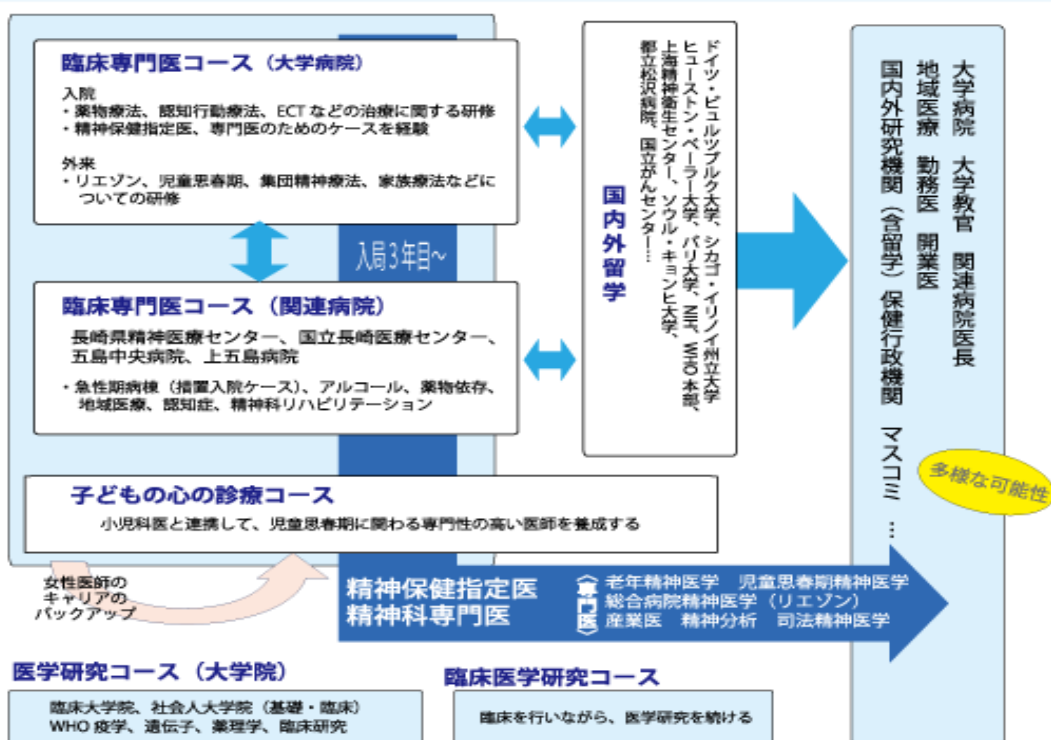 臨床専門医コース（大学病院）
入院
・薬物療法、認知行動療法、ECT などの治療に関する研修
・精神保健指定医、専門医のためのケースを経験
外来
・リエゾン、児童思春期、集団精神療法、家族療法などに
ついての研修
入局３年目〜
臨床専門医コース（関連病院）
長崎県精神医療センター、国立長崎医療センター、
五島中央病院、上五島病院
・急性期病棟（措置入院ケース）、アルコール、薬物依存、
地域医療、認知症、精神科リハビリテーション
子どもの心の診療コース
小児科医と連携して、児童思春期に関わる専門性の高い医師を養成する
女性医師の
キャリアの
バックアップ
ドイツ・ビュルツブルク大学、シカゴ・イリノイ州立大学
ヒューストン・ベーラー大学、パリ大学、NIH、WHO 本部、
上海精神衛生センター、ソウル・キョンヒ大学、
都立松沢病院、国立がんセンター…
国内外留学
大学病院　大学教官　関連病院医長
地域医療　勤務医　開業医
国内外研究機関（含留学）保健行政機関　マスコミ　…
多様な可能性
精神保健指定医
精神科専門医
《専門医》
老年精神医学　児童思春期精神医学
総合病院精神医学（リエゾン）
産業医　精神分析　司法精神医学
医学研究コース（大学院）
臨床大学院、社会人大学院（基礎・臨床）
WHO 疫学、遺伝子、薬理学、臨床研究
臨床医学研究コース
臨床を行いながら、医学研究を続ける